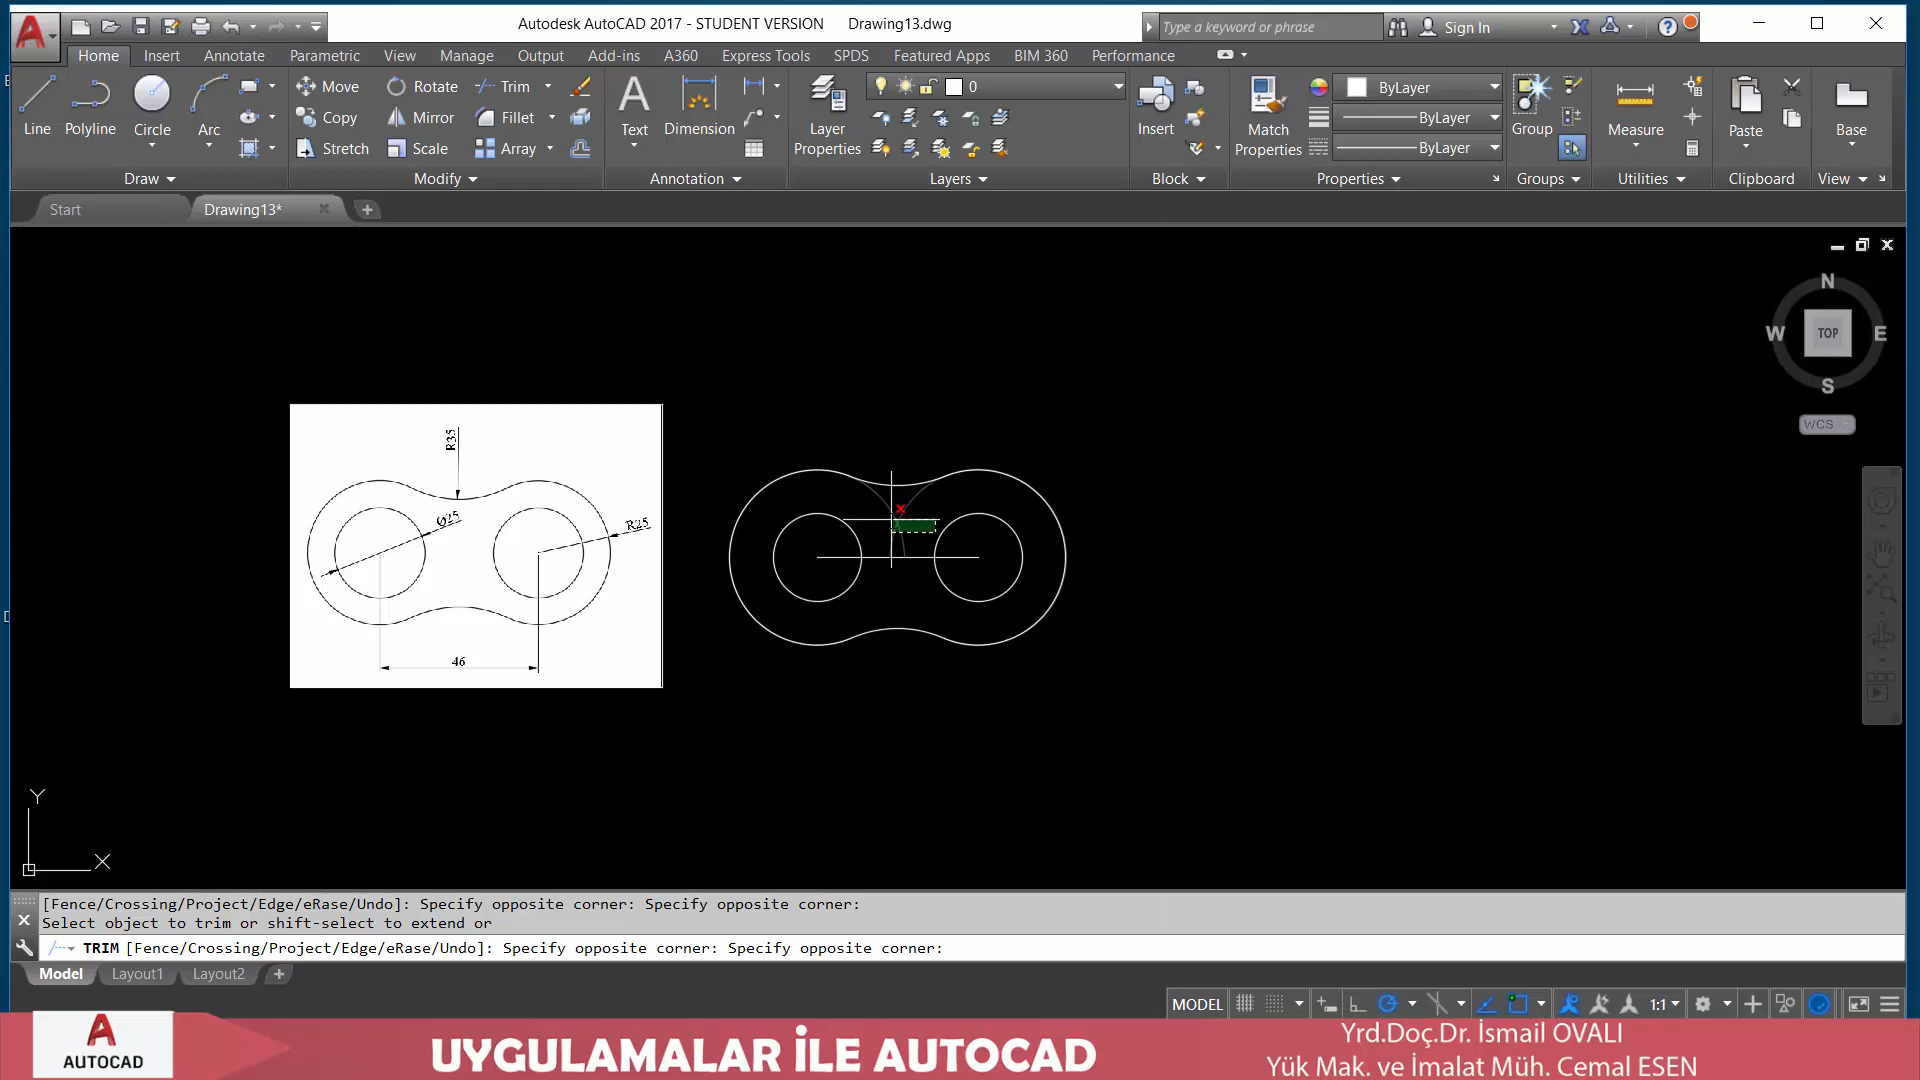 Autodesk AutoCAD 2017 - STUDENT VERSION Drawing13.dwg
Type a keyword or phrase
Sign In
Home Insert Annotate Parametric View Manage Output Add-ins A360 Express Tools SPDS Featured Apps BIM 360 Performance
Line Polyline Circle Arc
Move Rotate Trim
Copy Mirror Fillet
Stretch Scale Array
Text Dimension
Layer Properties
0
Insert
Match Properties
ByLayer
ByLayer
ByLayer
Group
Measure
Paste
Base
Draw Modify Annotation Layers Block Properties Groups Utilities Clipboard View
Start Drawing13*
N
W TOP E
S
WCS
R35
Ø25
R25
46
Y
X
[Fence/Crossing/Project/Edge/eRase/Undo]: Specify opposite corner: Specify opposite corner:
Select object to trim or shift-select to extend or
TRIM [Fence/Crossing/Project/Edge/eRase/Undo]: Specify opposite corner: Specify opposite corner:
Model Layout1 Layout2
MODEL 1:1
AUTOCAD
UYGULAMALAR İLE AUTOCAD
Yrd.Doç.Dr. İsmail OVALI
Yük Mak. ve İmalat Müh. Cemal ESEN